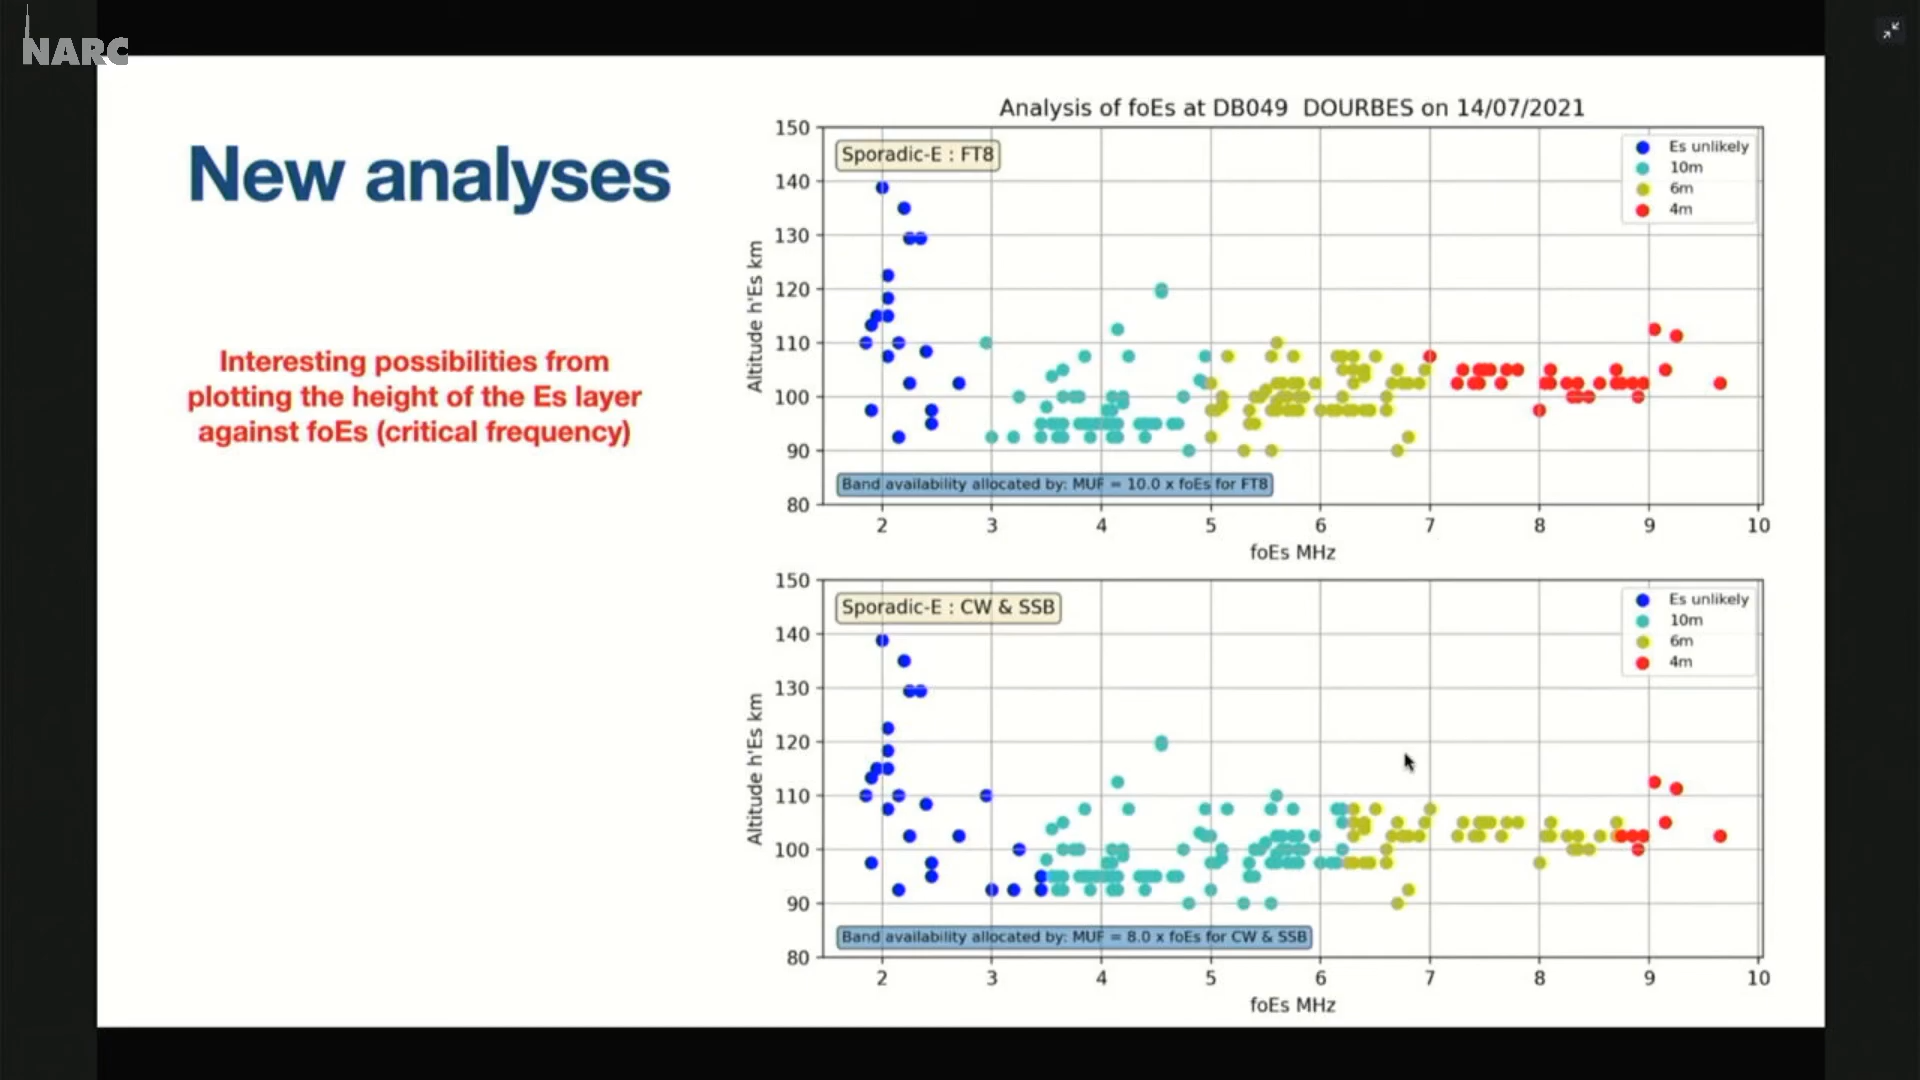 NARC
New analyses
Interesting possibilities from
plotting the height of the Es layer
against foEs (critical frequency)
Analysis of foEs at DB049 DOURBES on 14/07/2021
Sporadic-E : FT8
Es unlikely
10m
6m
4m
150
140
130
120
110
100
90
80
Altitude h'Es km
Band availability allocated by: MUF = 10.0 x foEs for FT8
2 3 4 5 6 7 8 9 10
foEs MHz
Sporadic-E : CW & SSB
Es unlikely
10m
6m
4m
150
140
130
120
110
100
90
80
Altitude h'Es km
Band availability allocated by: MUF = 8.0 x foEs for CW & SSB
2 3 4 5 6 7 8 9 10
foEs MHz